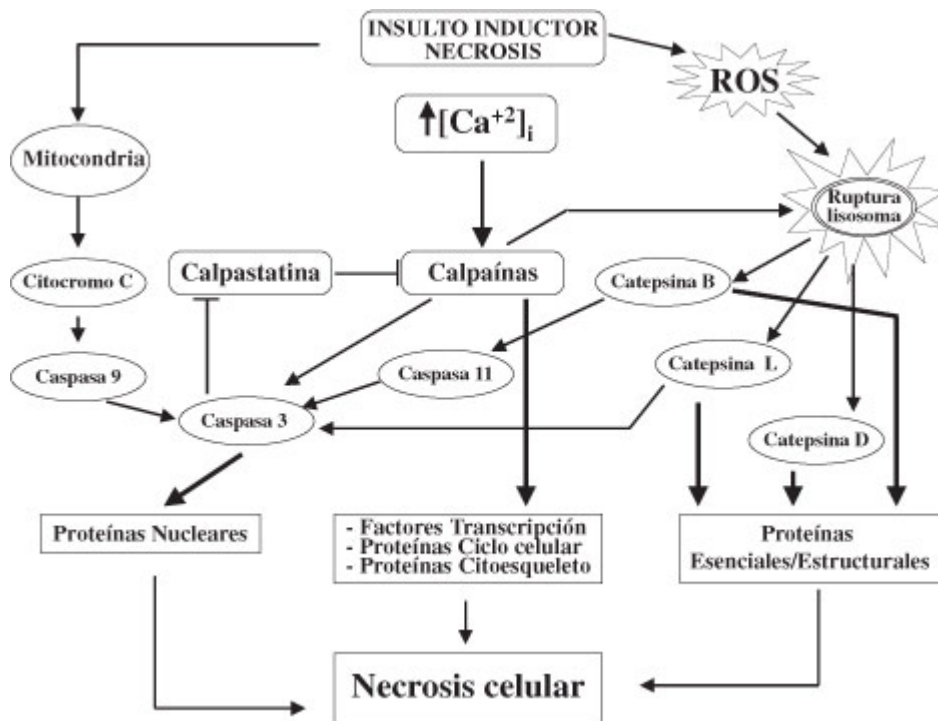 INSULTO INDUCTOR
NECROSIS
ROS
↑[Ca⁺²]ᵢ
Mitocondria
Ruptura
lisosoma
Citocromo C
Calpastatina
Calpaínas
Catepsina B
Caspasa 9
Caspasa 11
Catepsina L
Caspasa 3
Catepsina D
Proteínas Nucleares
- Factores Transcripción
- Proteínas Ciclo celular
- Proteínas Citoesqueleto
Proteínas
Esenciales/Estructurales
Necrosis celular